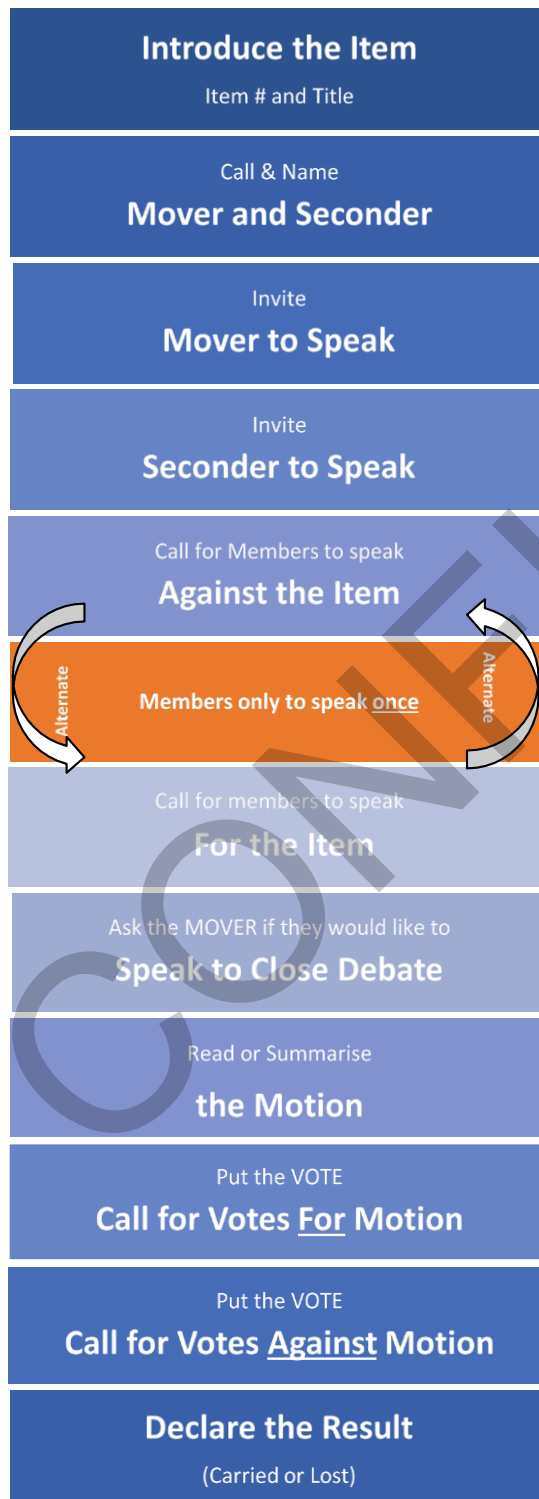 Introduce the Item
Item # and Title
Call & Name
Mover and Seconder
Invite
Mover to Speak
Invite
Seconder to Speak
Call for Members to speak
Against the Item
Alternate
Members only to speak once
Alternate
Call for members to speak
For the Item
Ask the MOVER if they would like to
Speak to Close Debate
Read or Summarise
the Motion
Put the VOTE
Call for Votes For Motion
Put the VOTE
Call for Votes Against Motion
Declare the Result
(Carried or Lost)